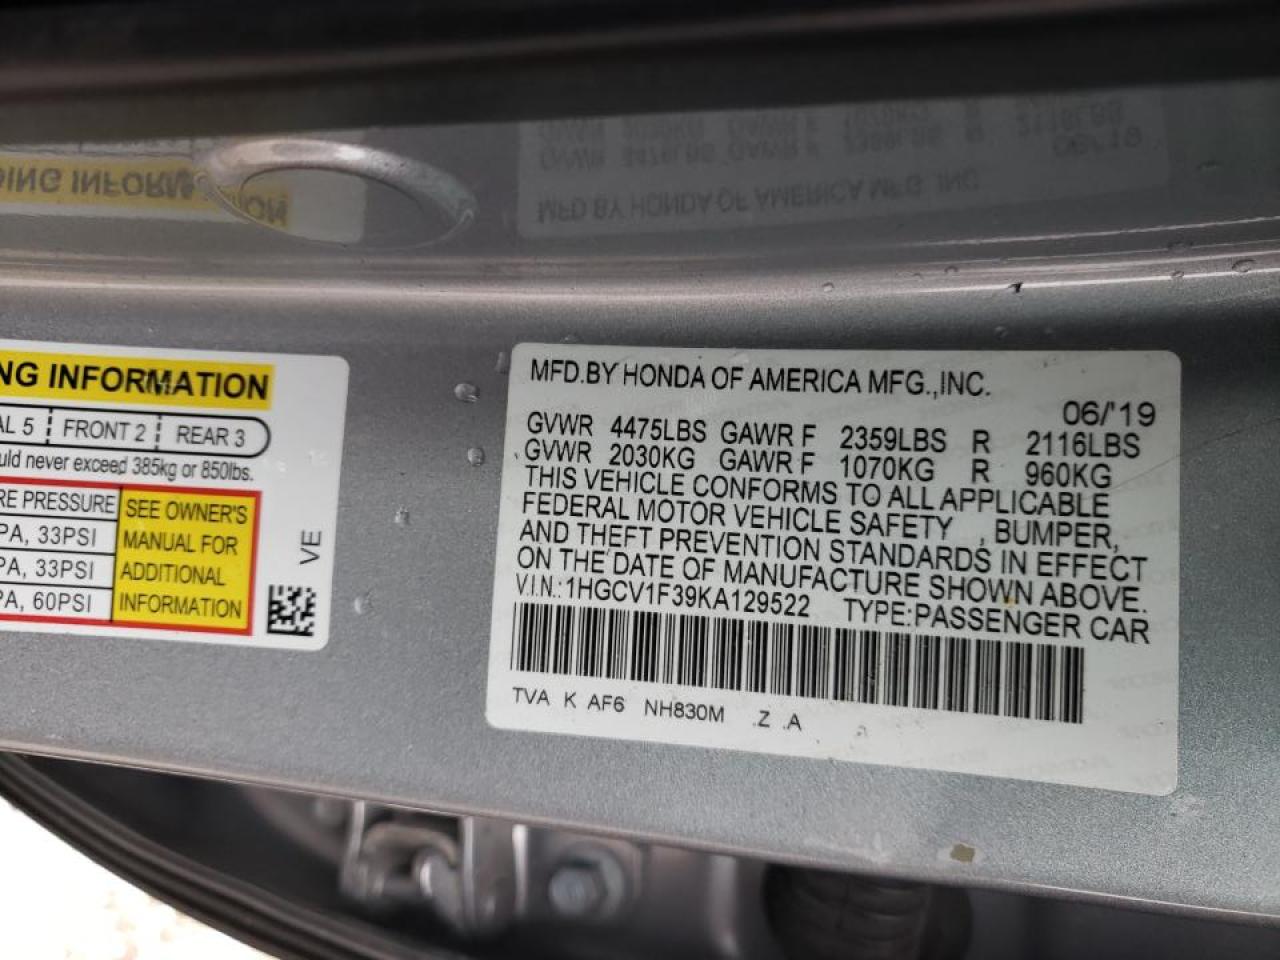 NG INFORMATION
AL 5 FRONT 2 REAR 3
uld never exceed 385kg or 850lbs.
RE PRESSURE
PA, 33PSI
PA, 33PSI
PA, 60PSI
SEE OWNER'S
MANUAL FOR
ADDITIONAL
INFORMATION
VE
MFD.BY HONDA OF AMERICA MFG.,INC.
06/'19
GVWR 4475LBS GAWR F 2359LBS R 2116LBS
GVWR 2030KG GAWR F 1070KG R 960KG
THIS VEHICLE CONFORMS TO ALL APPLICABLE
FEDERAL MOTOR VEHICLE SAFETY , BUMPER,
AND THEFT PREVENTION STANDARDS IN EFFECT
ON THE DATE OF MANUFACTURE SHOWN ABOVE.
V.I.N.:1HGCV1F39KA129522 TYPE:PASSENGER CAR
TVA K AF6 NH830M .Z .A